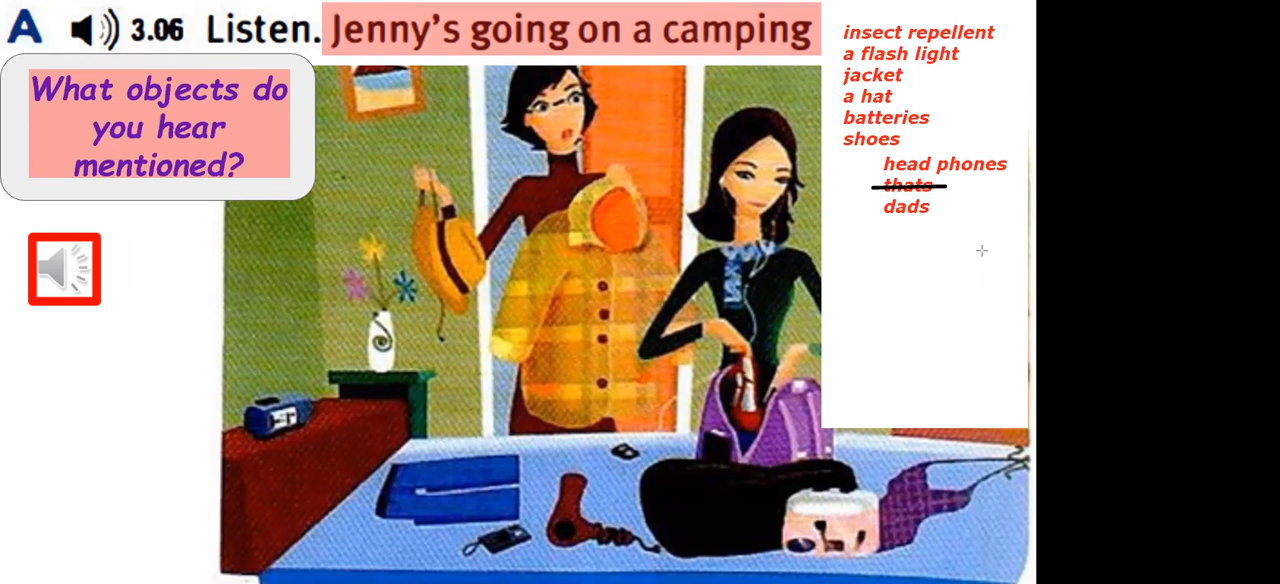 A 3.06 Listen. Jenny's going on a camping
What objects do
you hear
mentioned?
insect repellent
a flash light
jacket
a hat
batteries
shoes
head phones
thats
dads